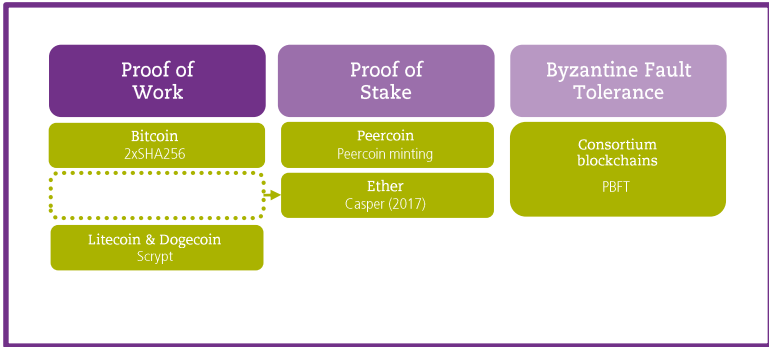 Proof of
Work
Proof of
Stake
Byzantine Fault
Tolerance
Bitcoin
2xSHA256
Peercoin
Peercoin minting
Consortium
blockchains
PBFT
Ether
Casper (2017)
Litecoin & Dogecoin
Scrypt